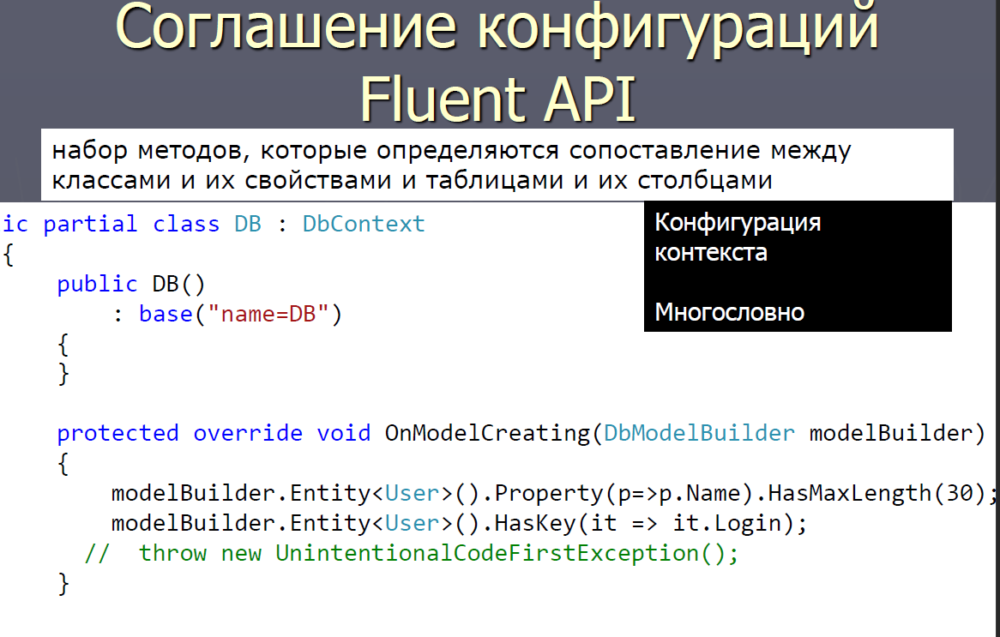 Соглашение конфигураций
Fluent API
набор методов, которые определяются сопоставление между
классами и их свойствами и таблицами и их столбцами
ic partial class DB : DbContext
{
public DB()
: base("name=DB")
{
}
Конфигурация
контекста
Многословно
protected override void OnModelCreating(DbModelBuilder modelBuilder)
{
modelBuilder.Entity<User>().Property(p=>p.Name).HasMaxLength(30);
modelBuilder.Entity<User>().HasKey(it => it.Login);
// throw new UnintentionalCodeFirstException();
}